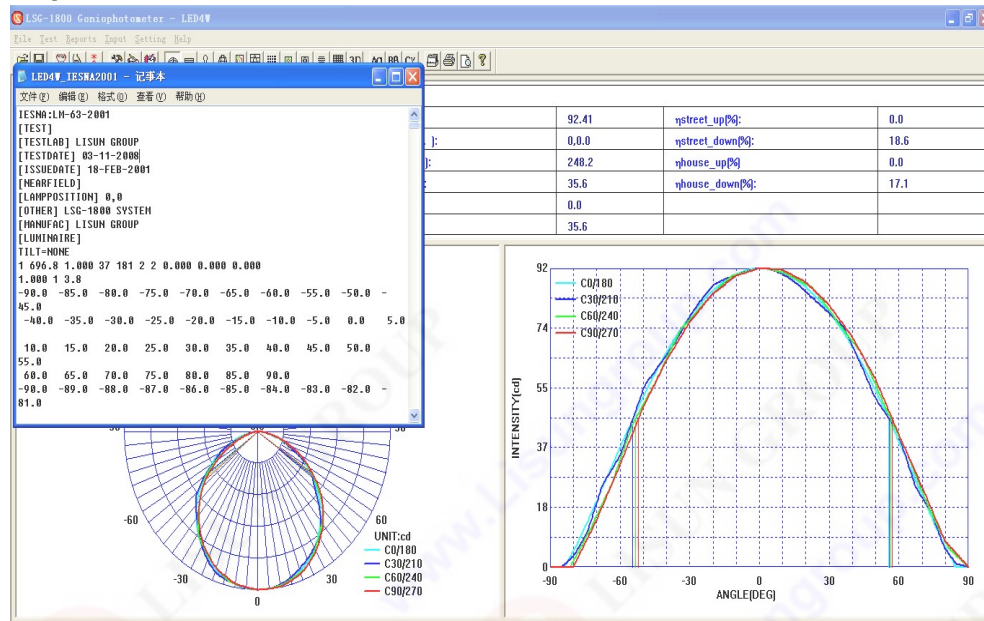 LSG-1800 Goniophotometer - LED4W
File Test Reports Input Setting Help
LED4W_IESNA2001 - 记事本
文件(F) 编辑(E) 格式(O) 查看(V) 帮助(H)
IESNA:LM-63-2001
[TEST]
[TESTLAB] LISUN GROUP
[TESTDATE] 03-11-2008
[ISSUEDATE] 18-FEB-2001
[NEARFIELD]
[LAMPPOSITION] 0,0
[OTHER] LSG-1800 SYSTEM
[MANUFAC] LISUN GROUP
[LUMINAIRE]
TILT=NONE
1 696.8 1.000 37 181 2 2 0.000 0.000 0.000
1.000 1 3.8
-90.0 -85.0 -80.0 -75.0 -70.0 -65.0 -60.0 -55.0 -50.0 -
45.0
-40.0 -35.0 -30.0 -25.0 -20.0 -15.0 -10.0 -5.0 0.0 5.0
10.0 15.0 20.0 25.0 30.0 35.0 40.0 45.0 50.0
55.0
60.0 65.0 70.0 75.0 80.0 85.0 90.0
-90.0 -89.0 -88.0 -87.0 -86.0 -85.0 -84.0 -83.0 -82.0 -
81.0
92.41 ηstreet_up(%): 0.0
): 0.0,0.0 ηstreet_down(%): 18.6
): 248.2 ηhouse_up(%) 0.0
: 35.6 ηhouse_down(%): 17.1
0.0
35.6
-60 60
-30 30
0
UNIT:cd
C0/180
C30/210
C60/240
C90/270
INTENSITY(cd)
92
74
55
37
18
0
C0/180
C30/210
C60/240
C90/270
-90 -60 -30 0 30 60 90
ANGLE(DEG)
www.Lisungroup.com
LISUN GROUP